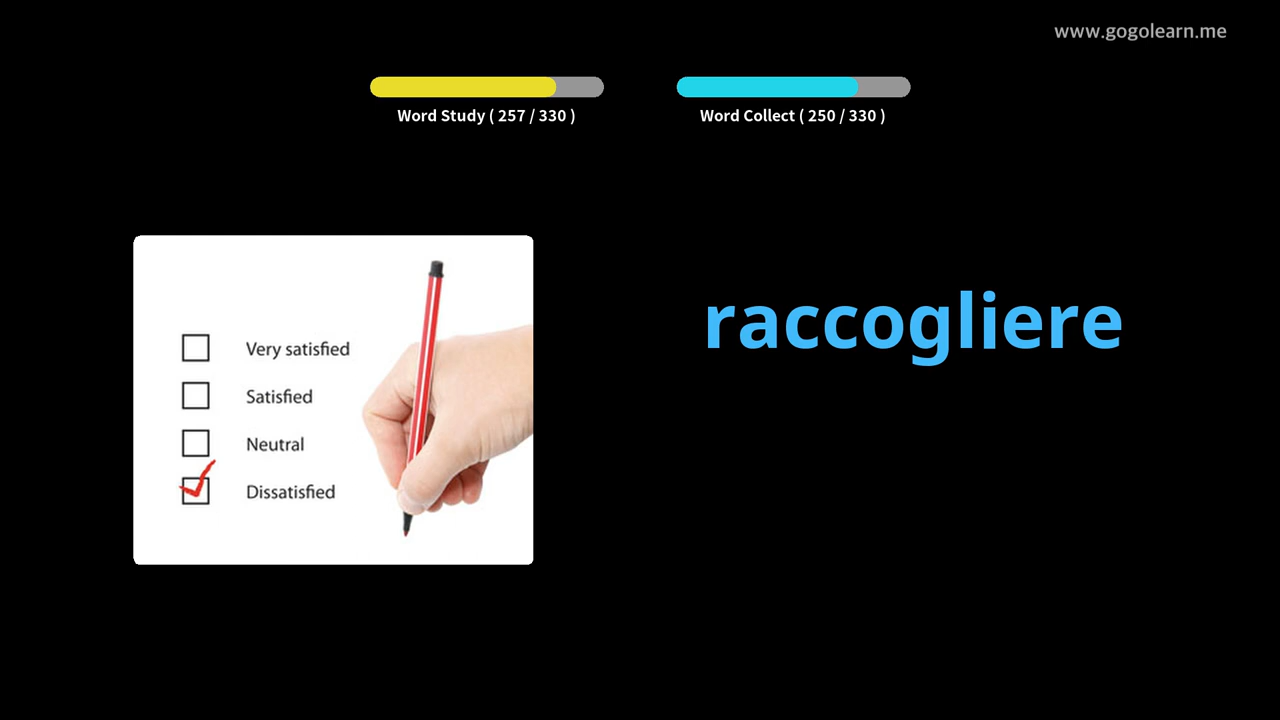 www.gogolearn.me
Word Study ( 257 / 330 )
Word Collect ( 250 / 330 )
raccogliere
Very satisfied
Satisfied
Neutral
Dissatisfied